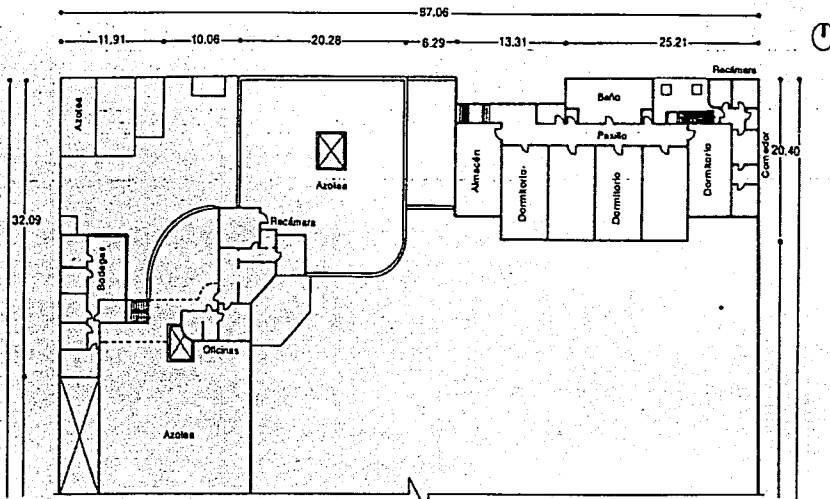 87.06
11.91 10.06 20.28 6.29 13.31 25.21
Recámara
Baño
Azotea
Pasillo
Azotea
Almacén
Dormitorio
Dormitorio
Dormitorio
Comedor
20.40
32.09
Recámara
Bodegas
Oficinas
Azotea